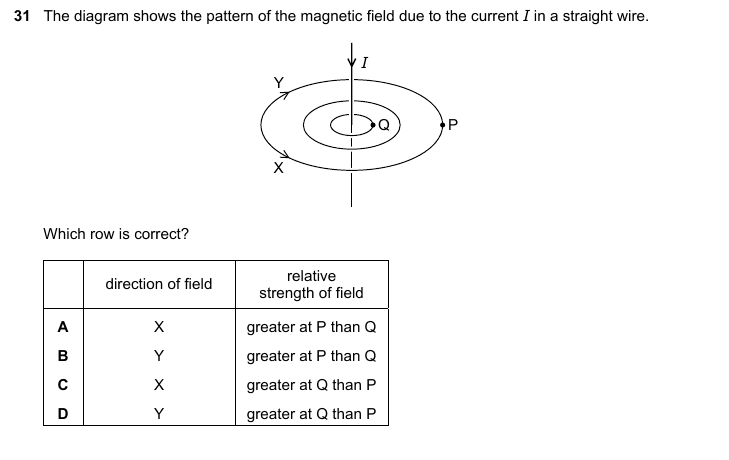 31 The diagram shows the pattern of the magnetic field due to the current I in a straight wire.
I
Y
Q
P
X
Which row is correct?
direction of field relative strength of field
A X greater at P than Q
B Y greater at P than Q
C X greater at Q than P
D Y greater at Q than P